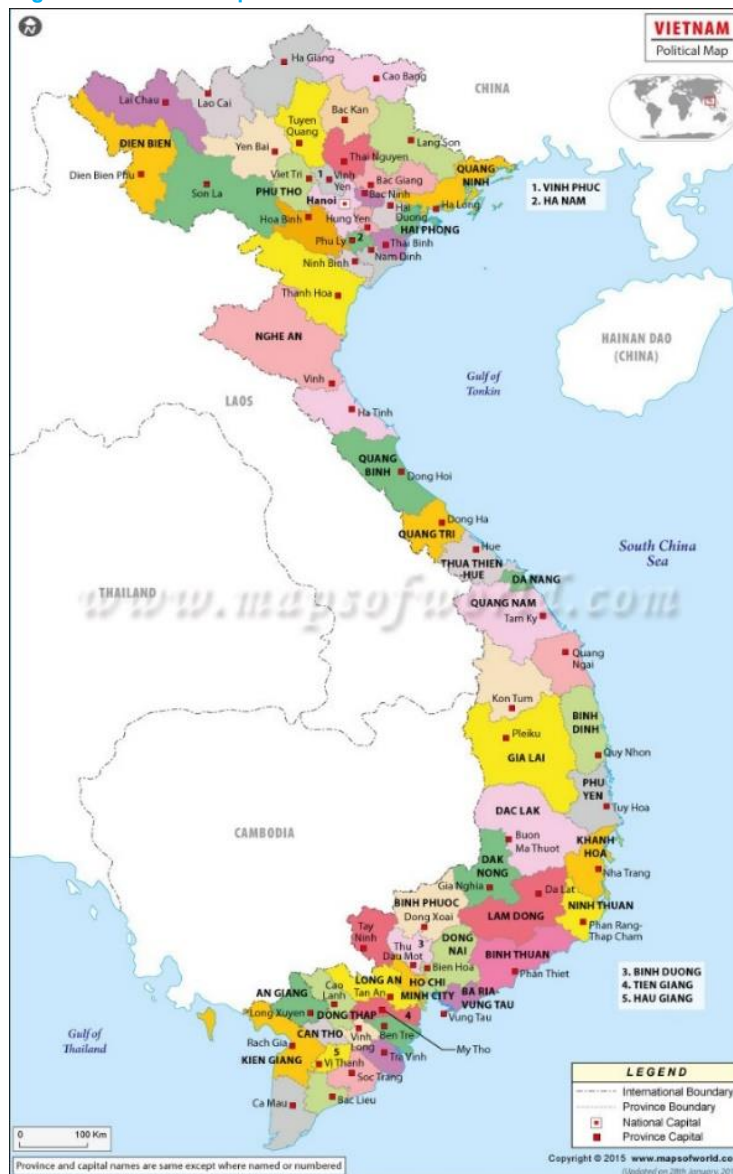 VIETNAM
Political Map
Ha Giang
Cao Bang
CHINA
Lai Chau
Lao Cai
Bac Kan
Tuyen
Quang
Lang Son
DIEN BIEN
Yen Bai
Thai Nguyen
QUANG
NINH
1. VINH PHUC
2. HA NAM
Dien Bien Phu
Son La
Viet Tri
1
Vinh
Yen
Bac Giang
PHU THO
Bac Ninh
Hanoi
Hai
Duong
Ha Long
Hoa Binh
Hung Yen
HAI PHONG
Phu Ly
2
Thai Binh
Ninh Binh
Nam Dinh
Thanh Hoa
NGHE AN
HAINAN DAO
(CHINA)
Vinh
Gulf of
Tonkin
LAOS
Ha Tinh
QUANG
BINH
Dong Hoi
Dong Ha
QUANG TRI
Hue
South China
Sea
THUA THIEN
-HUE
DA NANG
THAILAND
www.mapsofworld.com
QUANG NAM
Tam Ky
Quang
Ngai
Kon Tum
BINH
DINH
Pleiku
GIA LAI
Quy Nhon
PHU
YEN
Tuy Hoa
DAC LAK
CAMBODIA
Buon
Ma Thuot
KHANH
HOA
DAK
NONG
Nha Trang
Gia Nghia
Da Lat
BINH PHUOC
NINH THUAN
Dong Xoai
LAM DONG
Tay
Ninh
Phan Rang-
Thap Cham
Thu
Dau Mot
3
DONG
NAI
BINH THUAN
Bien Hoa
Phan Thiet
3. BINH DUONG
4. TIEN GIANG
5. HAU GIANG
AN GIANG
Cao
Lanh
LONG AN
Tan An
HO CHI
MINH CITY
BA RIA-
VUNG TAU
Long Xuyen
DONG THAP
4
Vung Tau
Gulf of
Thailand
Rach Gia
CAN THO
Vinh
Long
Ben Tre
My Tho
KIEN GIANG
5
Vi Thanh
Tra Vinh
Soc Trang
Ca Mau
Bac Lieu
LEGEND
International Boundary
Province Boundary
National Capital
Province Capital
0
100 Km
Copyright © 2015 www.mapsofworld.co
Province and capital names are same except where named or numbered
(Updated on 28th January, 201